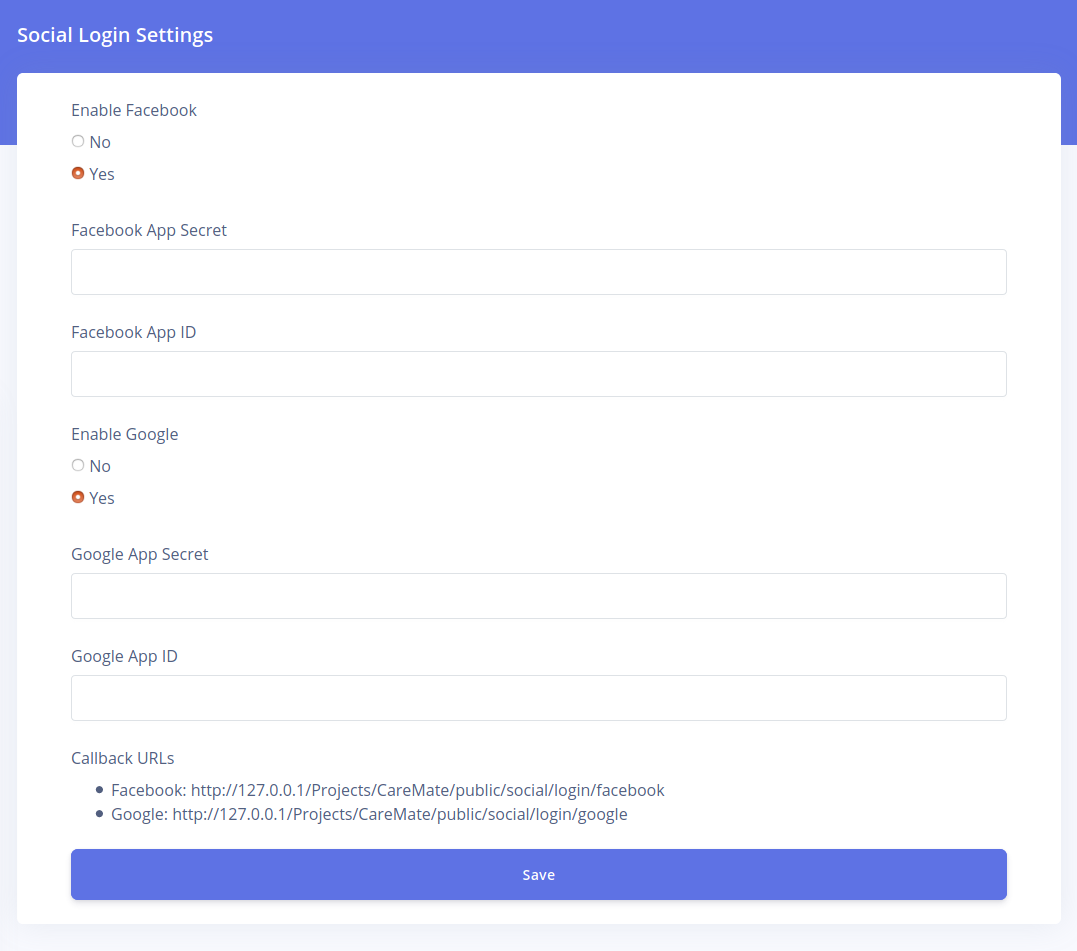 Social Login Settings
Enable Facebook
No
Yes
Facebook App Secret
Facebook App ID
Enable Google
No
Yes
Google App Secret
Google App ID
Callback URLs
Facebook: http://127.0.0.1/Projects/CareMate/public/social/login/facebook
Google: http://127.0.0.1/Projects/CareMate/public/social/login/google
Save